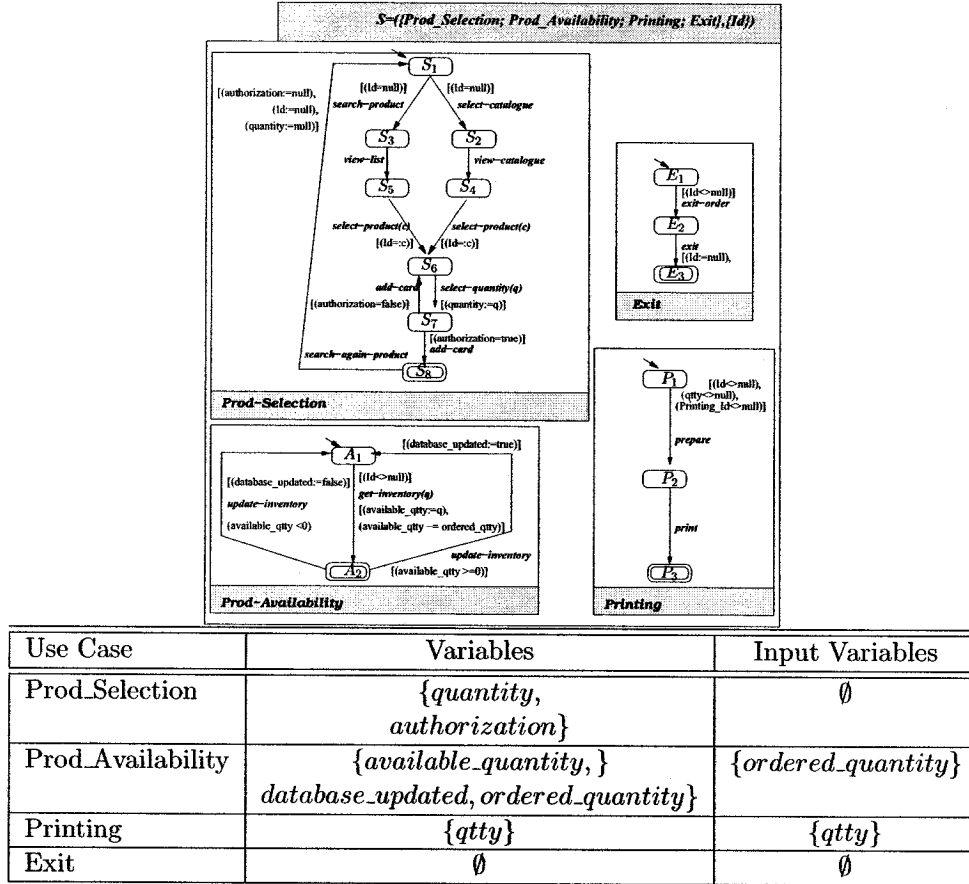 S=({Prod_Selection; Prod_Availability; Printing; Exit},{Id})
S1
[(authorization:=null),
(Id:=null),
(quantity:=null)]
[(Id=null)]
search-product
[(Id=null)]
select-catalogue
S3
S2
view-list
view-catalogue
S5
S4
select-product(c)
[(Id=:c)]
select-product(c)
[(Id=:c)]
S6
add-card
[(authorization=false)]
select-quantity(q)
[(quantity:=q)]
S7
[(authorization=true)]
add-card
search-again-product
S8
Prod-Selection
E1
[(Id<>null)]
exit-order
E2
exit
[(Id:=null),
E3
Exit
P1
[(Id<>null),
(qtty<>null),
(Printing_Id<>null)]
prepare
P2
print
P3
Printing
A1
[(database_updated:=true)]
[(database_updated:=false)]
update-inventory
(available_qtty <0)
[(Id<>null)]
get-inventory(q)
[(available_qtty:=q),
(available_qtty -= ordered_qtty)]
update-inventory
[(available_qtty >=0)]
A2
Prod-Availability
Use Case Variables Input Variables
Prod_Selection {quantity, ∅
authorization}
Prod_Availability {available_quantity, } {ordered_quantity}
database_updated, ordered_quantity}
Printing {qtty} {qtty}
Exit ∅ ∅